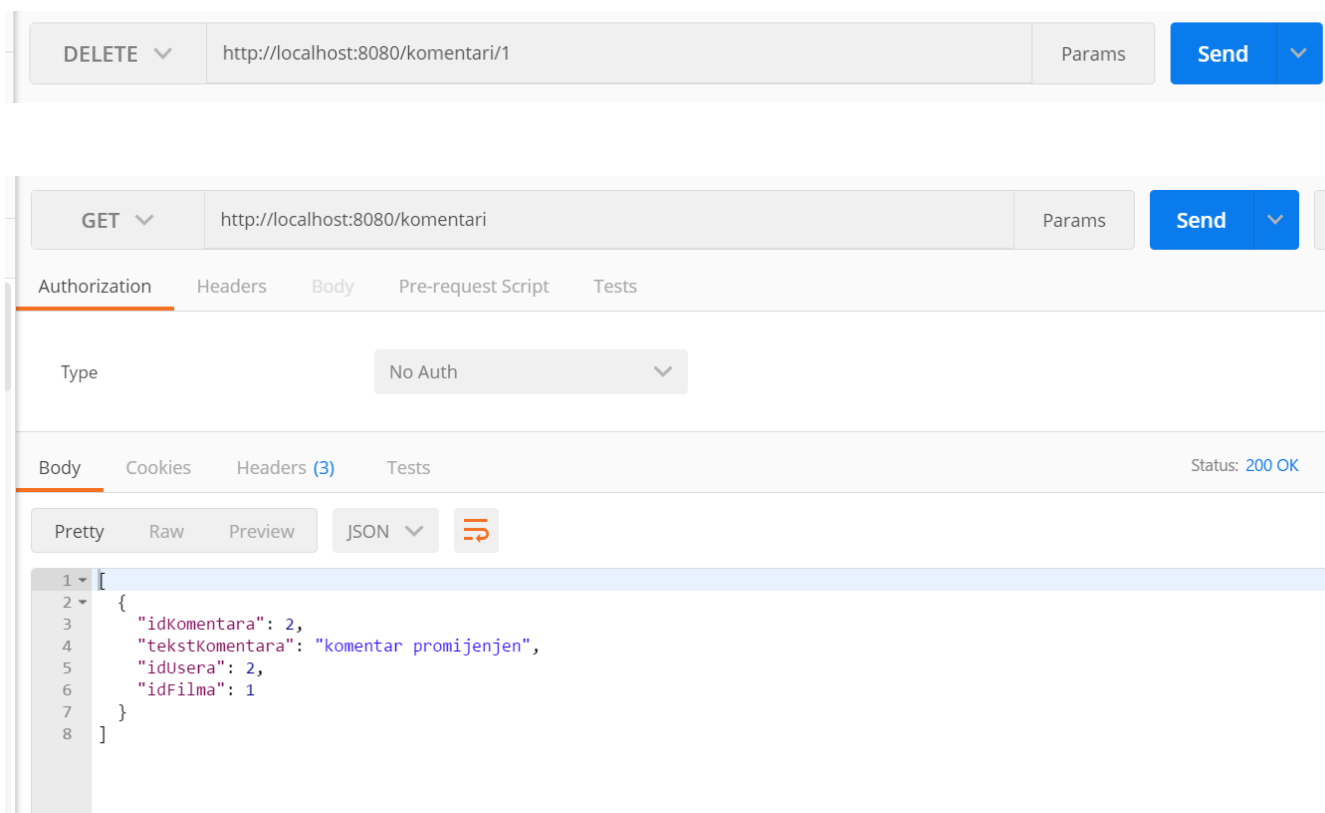 DELETE http://localhost:8080/komentari/1 Params Send
GET http://localhost:8080/komentari Params Send
Authorization Headers Body Pre-request Script Tests
Type No Auth
Body Cookies Headers (3) Tests Status: 200 OK
Pretty Raw Preview JSON
1 [
2 {
3 "idKomentara": 2,
4 "tekstKomentara": "komentar promijenjen",
5 "idUsera": 2,
6 "idFilma": 1
7 }
8 ]